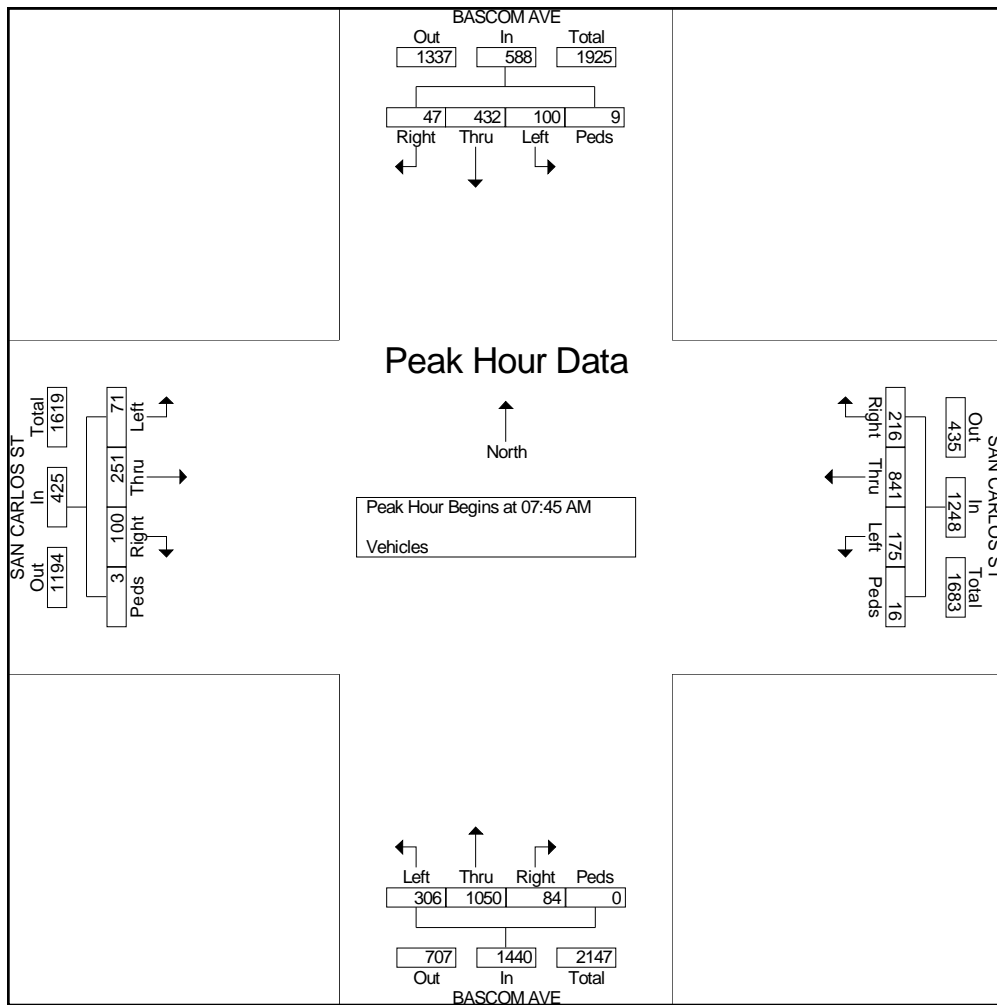 BASCOM AVE
Out In Total
1337 588 1925
47 432 100 9
Right Thru Left Peds
Peak Hour Data
North
Peak Hour Begins at 07:45 AM
Vehicles
SAN CARLOS ST
Total In Out
1619 425 1194
71 251 100 3
Left Thru Right Peds
Right Thru Left Peds
216 841 175 16
Out In Total
435 1248 1683
SAN CARLOS ST
Left Thru Right Peds
306 1050 84 0
707 1440 2147
Out In Total
BASCOM AVE